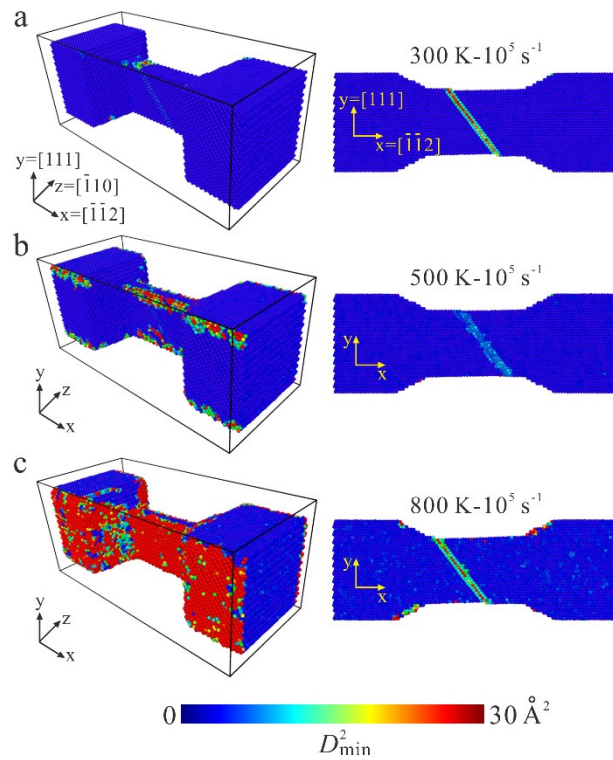 a
300 K-10⁵ s⁻¹
y=[111]
x=[1̄1̄2]
y=[111]
z=[1̄10]
x=[1̄1̄2]
b
500 K-10⁵ s⁻¹
y
x
y
z
x
c
800 K-10⁵ s⁻¹
y
x
y
z
x
0
30 Å²
D²min